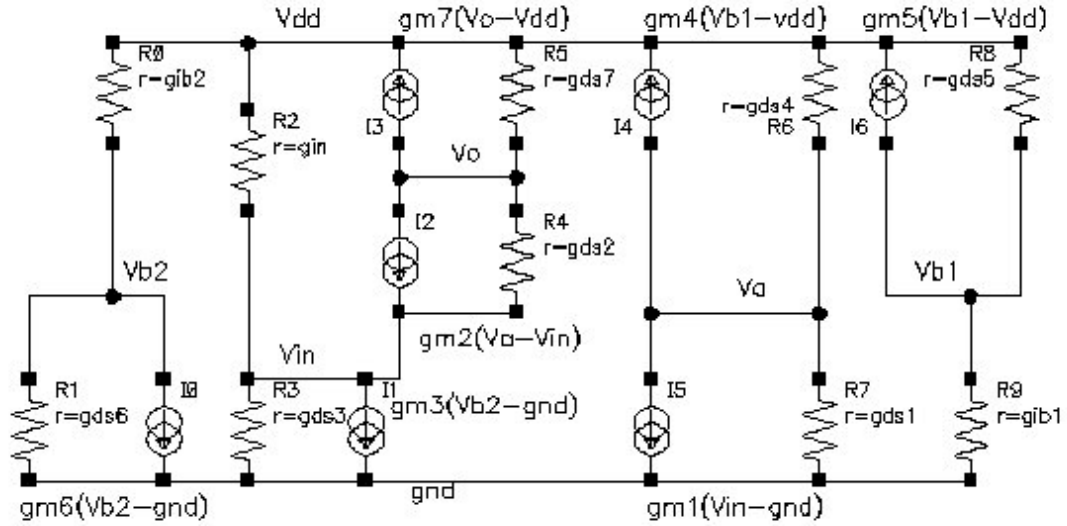 Vdd
gm7(Vo-Vdd)
gm4(Vb1-vdd)
gm5(Vb1-Vdd)
R0
r=gib2
R5
r=gds7
R8
r=gds5
R2
r=gin
I3
I4
r=gds4
R6
I6
Vo
I2
R4
r=gds2
Vb2
Va
Vb1
gm2(Va-Vin)
Vin
R1
r=gds6
I0
R3
r=gds3
I1
gm3(Vb2-gnd)
I5
R7
r=gds1
R9
r=gib1
gm6(Vb2-gnd)
gnd
gm1(Vin-gnd)